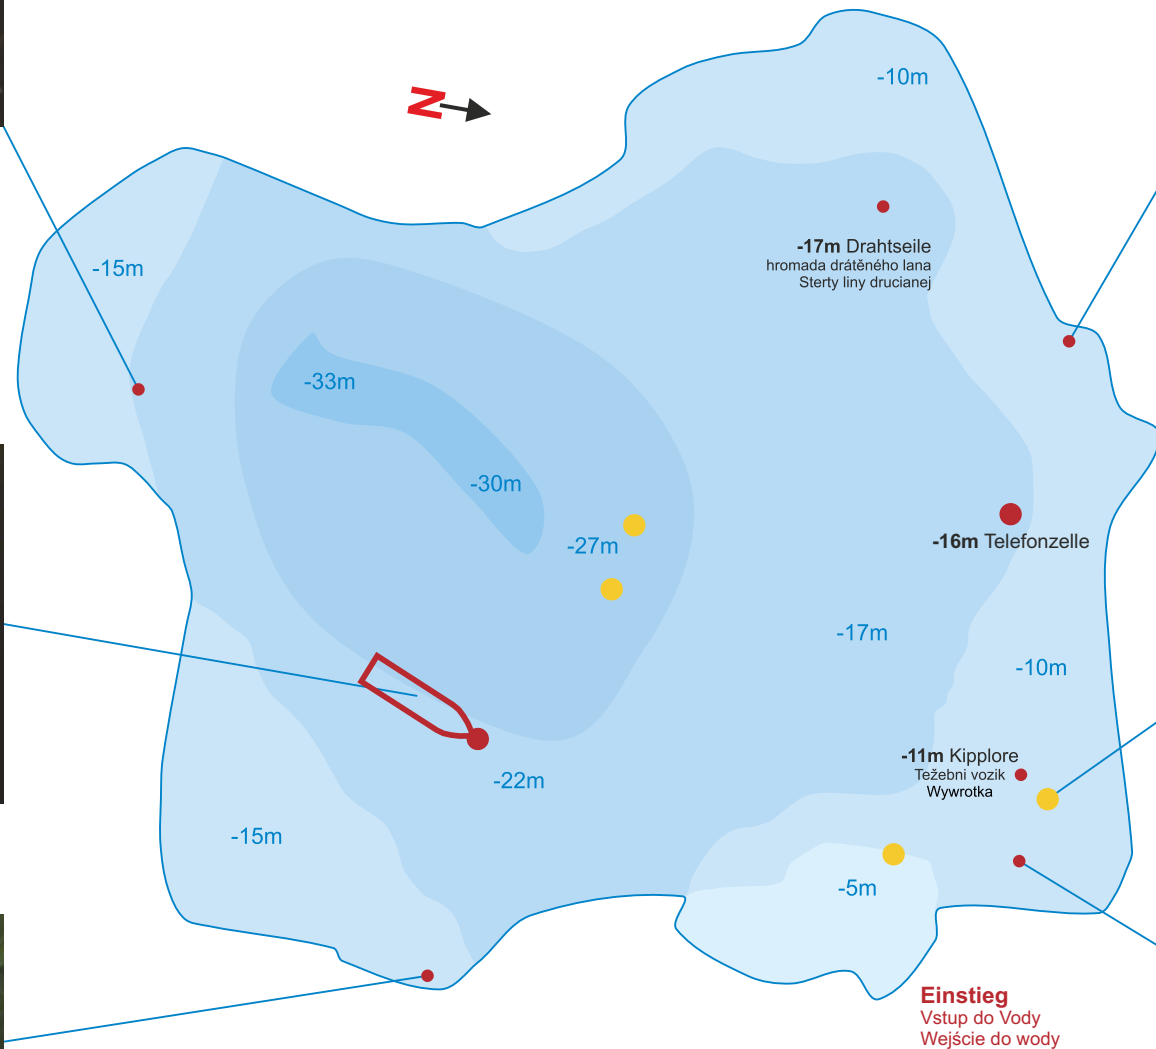 -10m
N
-15m
-17m Drahtseile
hromada drátěného lana
Sterty liny drucianej
-33m
-30m
-27m
-16m Telefonzelle
-17m
-10m
-11m Kipplore
Težebni vozik
Wywrotka
-22m
-15m
-5m
Einstieg
Vstup do Vody
Wejście do wody